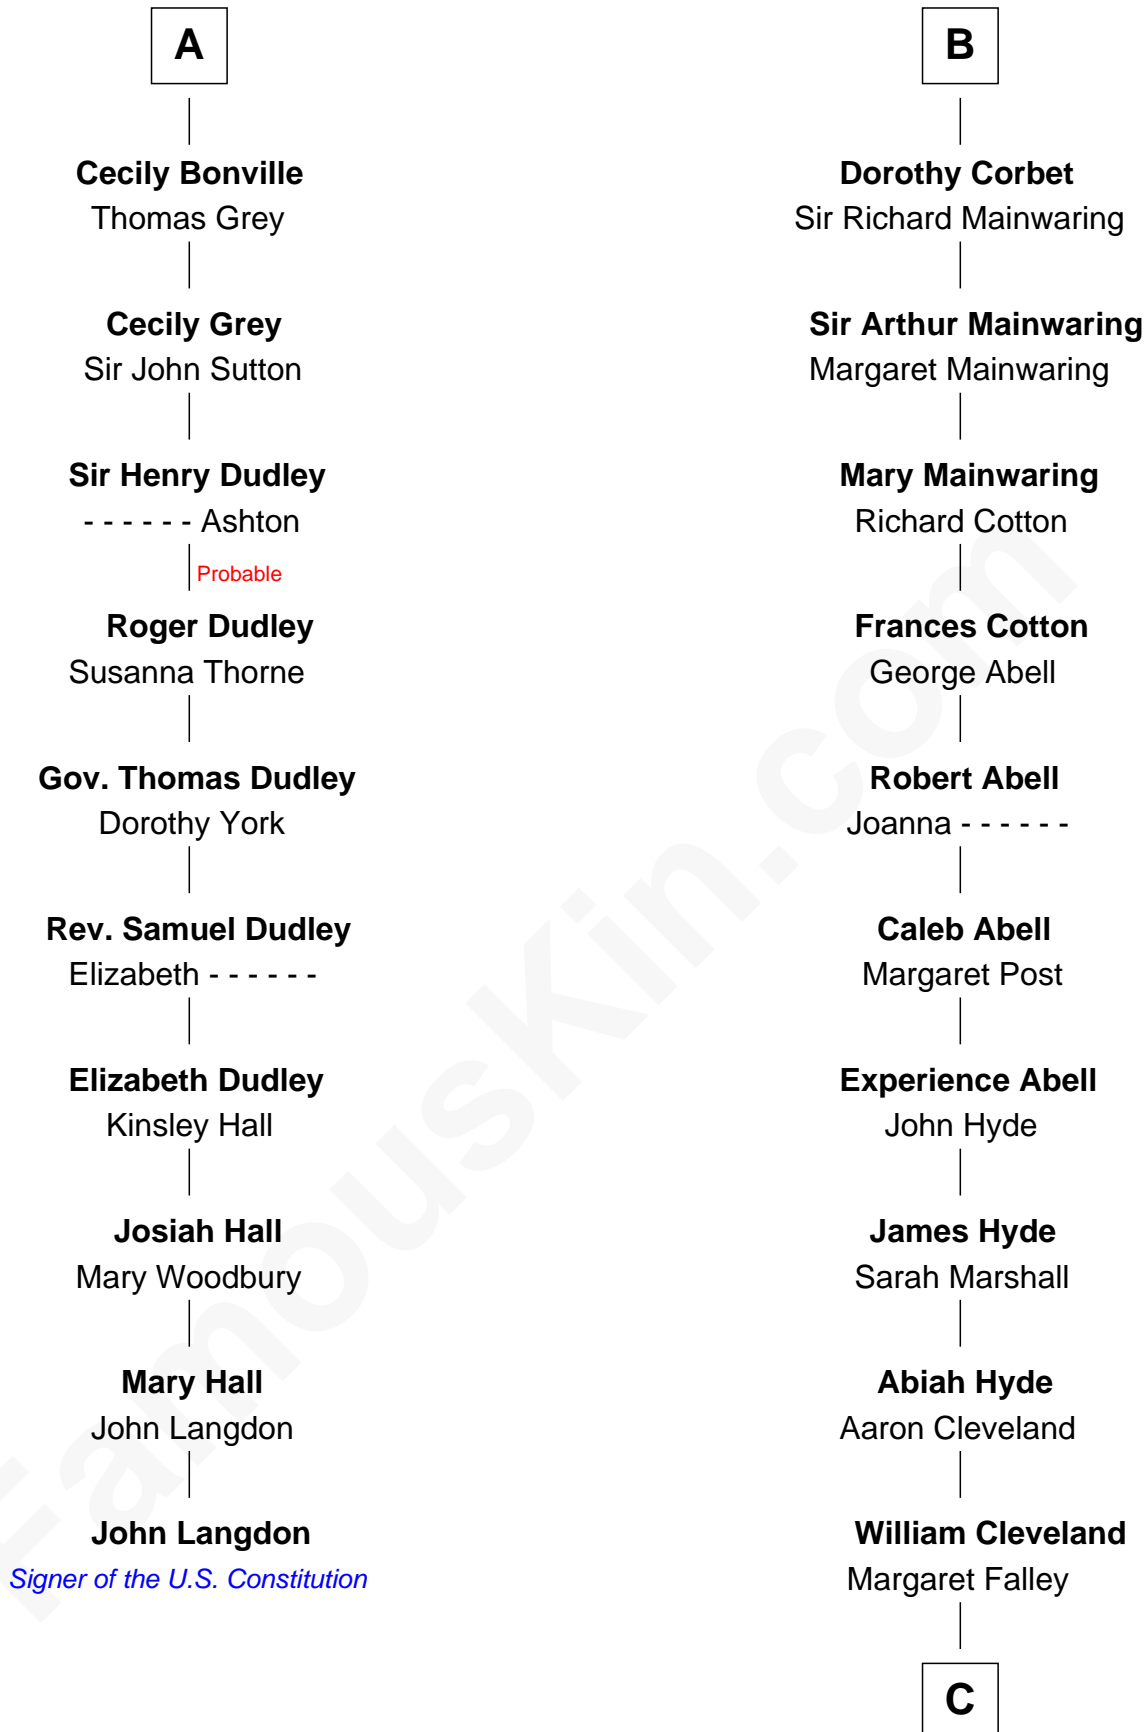 A
Cecily Bonville
Thomas Grey
Cecily Grey
Sir John Sutton
Sir Henry Dudley
- - - - - - Ashton
Probable
Roger Dudley
Susanna Thorne
Gov. Thomas Dudley
Dorothy York
Rev. Samuel Dudley
Elizabeth - - - - - -
Elizabeth Dudley
Kinsley Hall
Josiah Hall
Mary Woodbury
Mary Hall
John Langdon
John Langdon
Signer of the U.S. Constitution
B
Dorothy Corbet
Sir Richard Mainwaring
Sir Arthur Mainwaring
Margaret Mainwaring
Mary Mainwaring
Richard Cotton
Frances Cotton
George Abell
Robert Abell
Joanna - - - - - -
Caleb Abell
Margaret Post
Experience Abell
John Hyde
James Hyde
Sarah Marshall
Abiah Hyde
Aaron Cleveland
William Cleveland
Margaret Falley
C
FamousKin.com